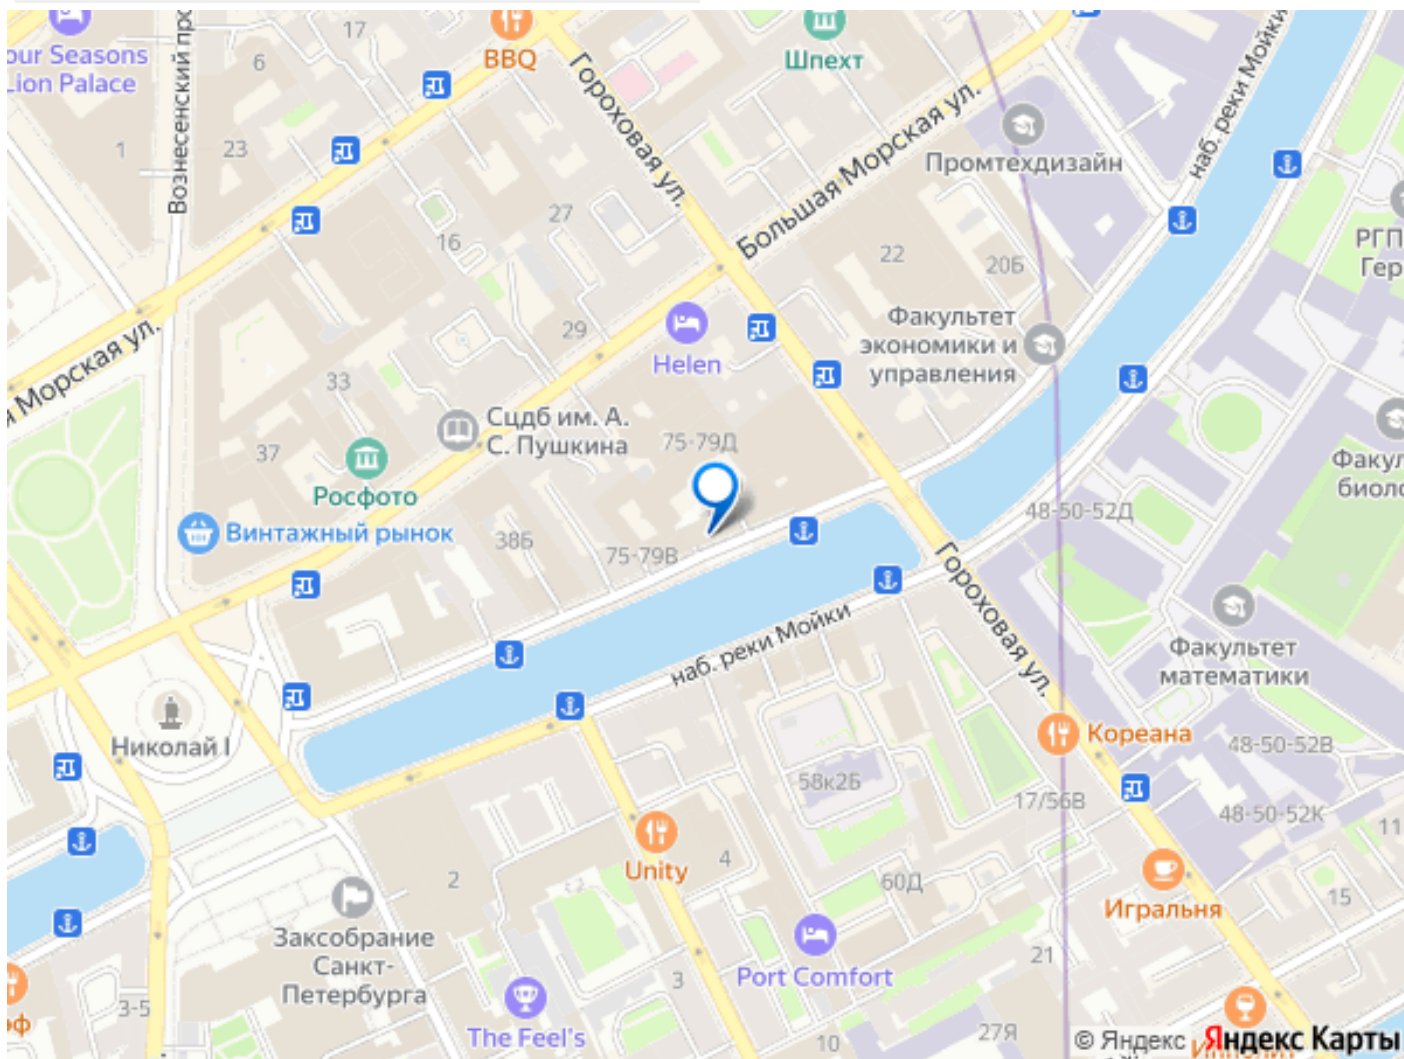 our Seasons
Lion Palace
17
BBQ
Шпехт
6
1
23
Вознесенский про
Гороховая ул.
Большая Морская ул.
Промтехдизайн
наб. реки Мойки
РГП
Гер
27
16
22
20Б
Факультет
экономики и
управления
29
Helen
я Морская ул.
33
Сцдб им. А.
С. Пушкина
75-79Д
37
Росфото
Винтажный рынок
38Б
75-79В
Факул
биоло
48-50-52Д
Гороховая ул.
наб. реки Мойки
Факультет
математики
Николай I
Кореана
48-50-52В
58к2Б
17/56В
48-50-52К
11
Unity
4
2
60Д
Игральня
15
Заксобрание
Санкт-
Петербурга
Port Comfort
21
3
3-5
оф
The Feel's
10
27Я
© Яндекс Яндекс Карты